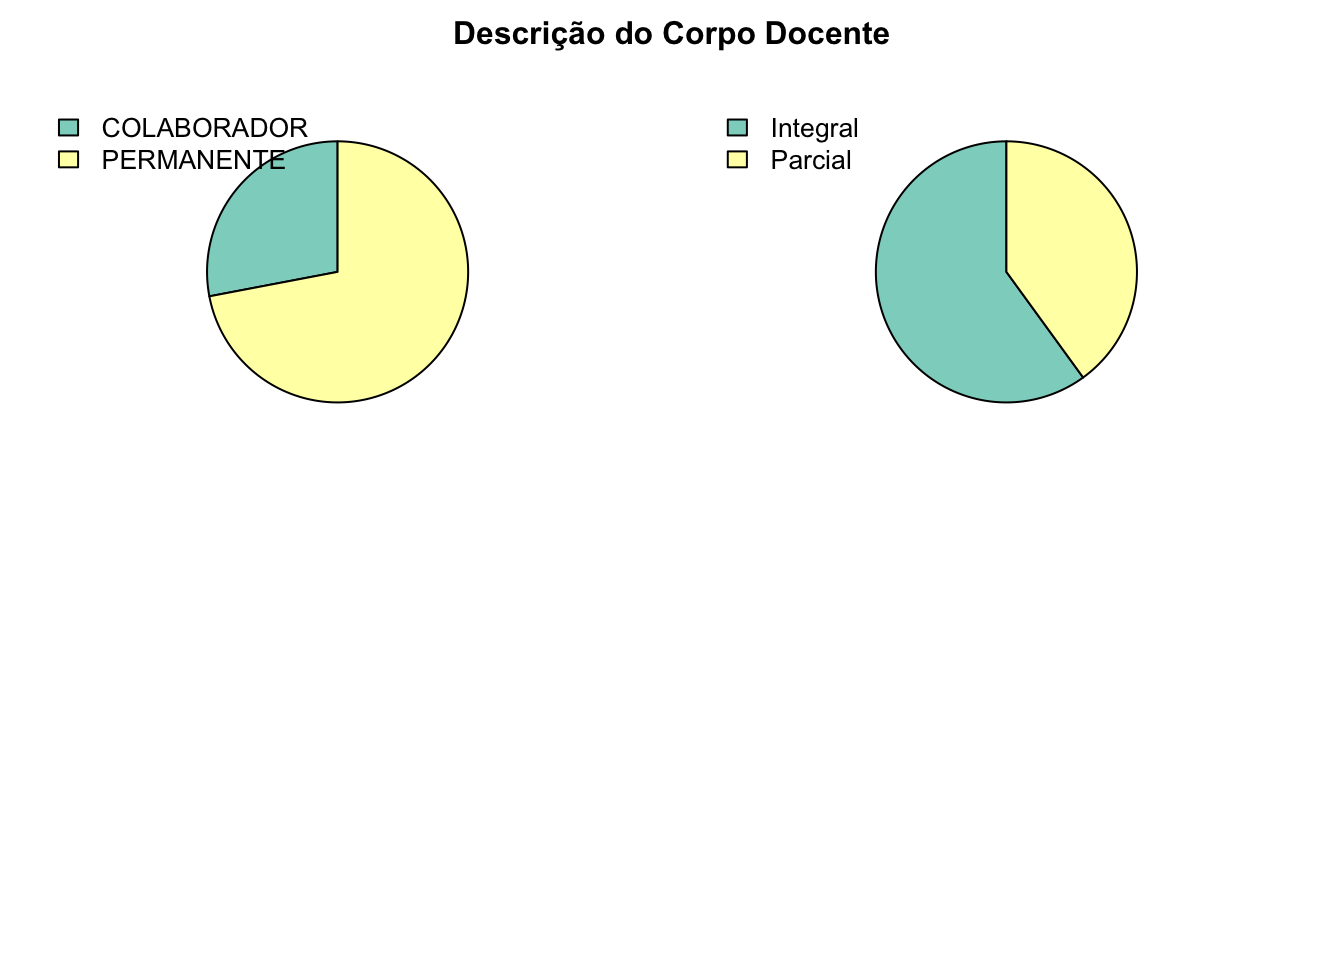 Descrição do Corpo Docente
COLABORADOR
PERMANENTE
Integral
Parcial